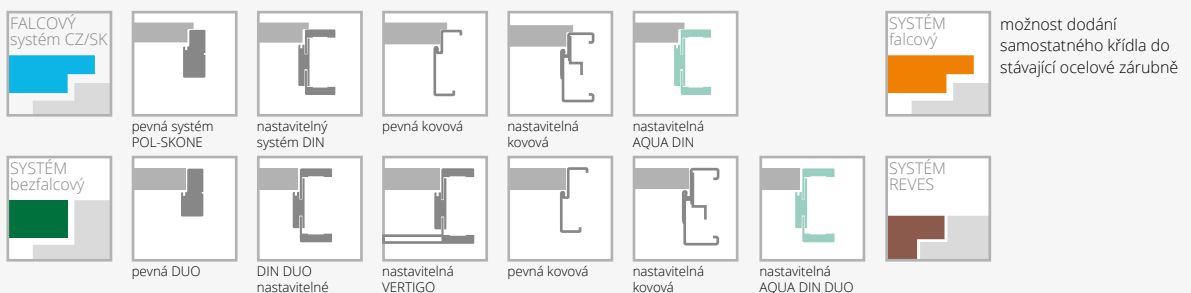 FALCOVÝ
systém CZ/SK
pevná systém
POL-SKONE
nastavitelný
systém DIN
pevná kovová
nastavitelná
kovová
nastavitelná
AQUA DIN
SYSTÉM
falcový
možnost dodání
samostatného křídla do
stávající ocelové zárubně
SYSTÉM
bezfalcový
pevná DUO
DIN DUO
nastavitelné
nastavitelná
VERTIGO
pevná kovová
nastavitelná
kovová
nastavitelná
AQUA DIN DUO
SYSTÉM
REVES